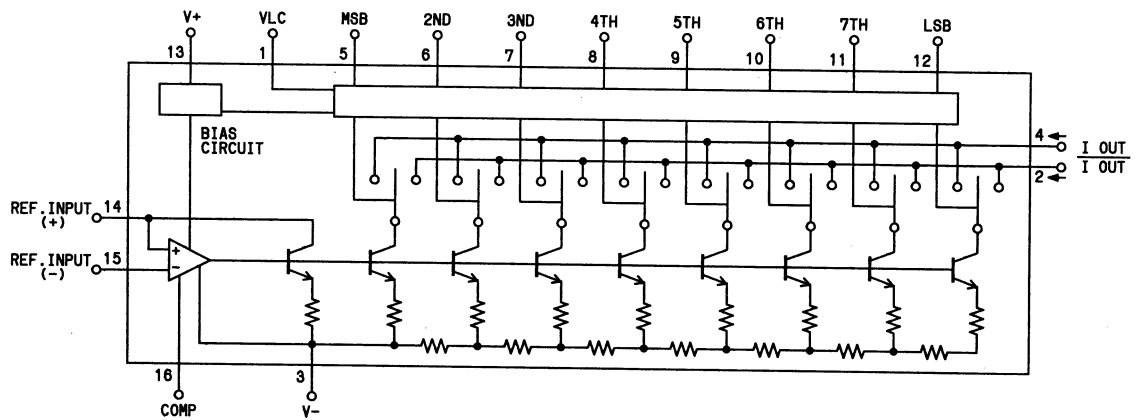 V+ VLC MSB 2ND 3ND 4TH 5TH 6TH 7TH LSB
13 1 5 6 7 8 9 10 11 12
BIAS
CIRCUIT
4 I OUT
2 I OUT
REF.INPUT 14
(+)
+
REF.INPUT 15
(-)
−
16 3
COMP V-